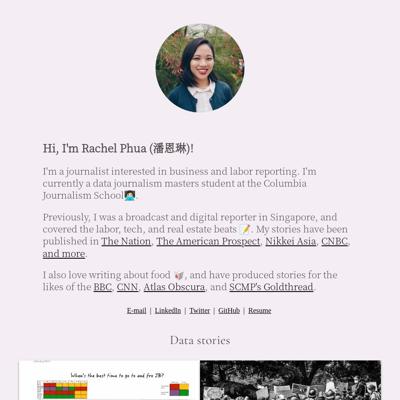 Hi, I'm Rachel Phua (潘恩琳)!
I'm a journalist interested in business and labor reporting. I'm
currently a data journalism masters student at the Columbia
Journalism School👩🏻‍💻.
Previously, I was a broadcast and digital reporter in Singapore, and
covered the labor, tech, and real estate beats 📝. My stories have been
published in The Nation, The American Prospect, Nikkei Asia, CNBC,
and more.
I also love writing about food 🥡, and have produced stories for the
likes of the BBC, CNN, Atlas Obscura, and SCMP's Goldthread.
E-mail | LinkedIn | Twitter | GitHub | Resume
Data stories
When's the best time to go to and fro JB?